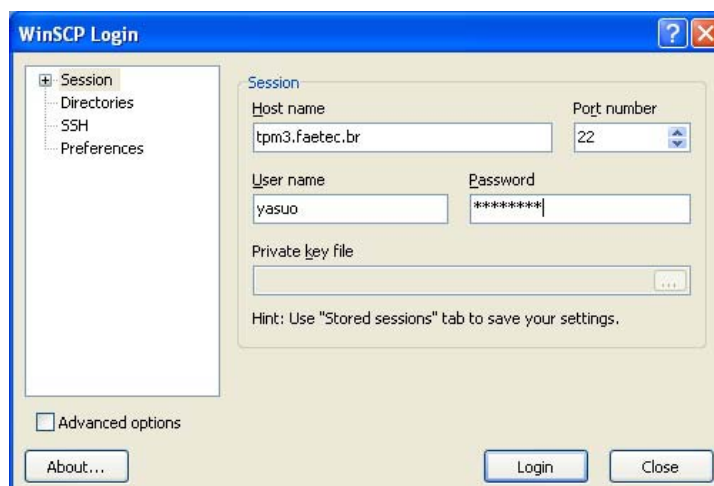 WinSCP Login
Session
Directories
SSH
Preferences
Session
Host name
Port number
tpm3.faetec.br
22
User name
Password
yasuo
********
Private key file
...
Hint: Use "Stored sessions" tab to save your settings.
Advanced options
About...
Login
Close